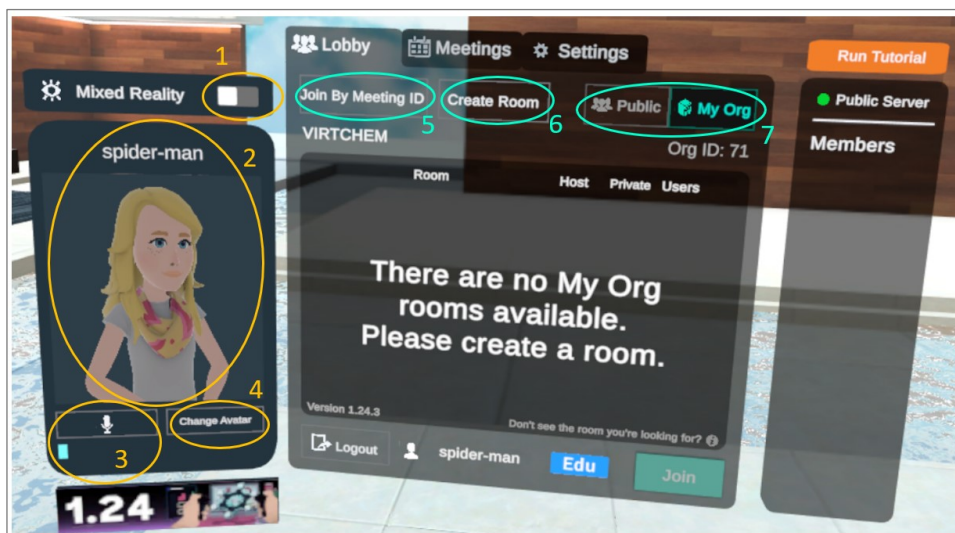 1
Mixed Reality
2
spider-man
4
Change Avatar
3
1.24
Lobby
Meetings
Settings
Join By Meeting ID
5
Create Room
6
Public
My Org
7
VIRTCHEM
Org ID: 71
Room Host Private Users
There are no My Org
rooms available.
Please create a room.
Version 1.24.3
Don't see the room you're looking for?
Logout
spider-man
Edu
Join
Run Tutorial
Public Server
Members